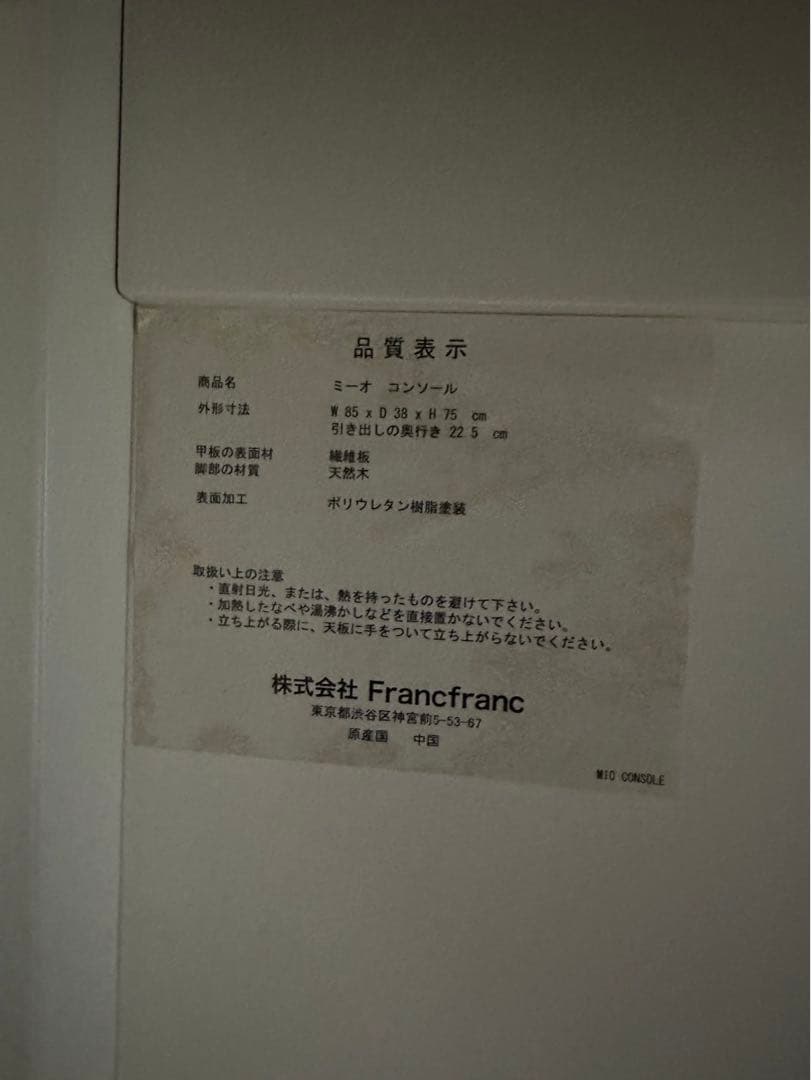 品質表示
商品名 ミーオ コンソール
外形寸法 W 85 x D 38 x H 75 cm
引き出しの奥行き 22.5 cm
甲板の表面材 繊維板
脚部の材質 天然木
表面加工 ポリウレタン樹脂塗装
取扱い上の注意
・直射日光、または、熱を持ったものを避けて下さい。
・加熱したなべや湯沸かしなどを直接置かないでください。
・立ち上がる際に、天板に手をついて立ち上がらないでください。
株式会社 Francfranc
東京都渋谷区神宮前5-53-67
原産国 中国
MIO CONSOLE